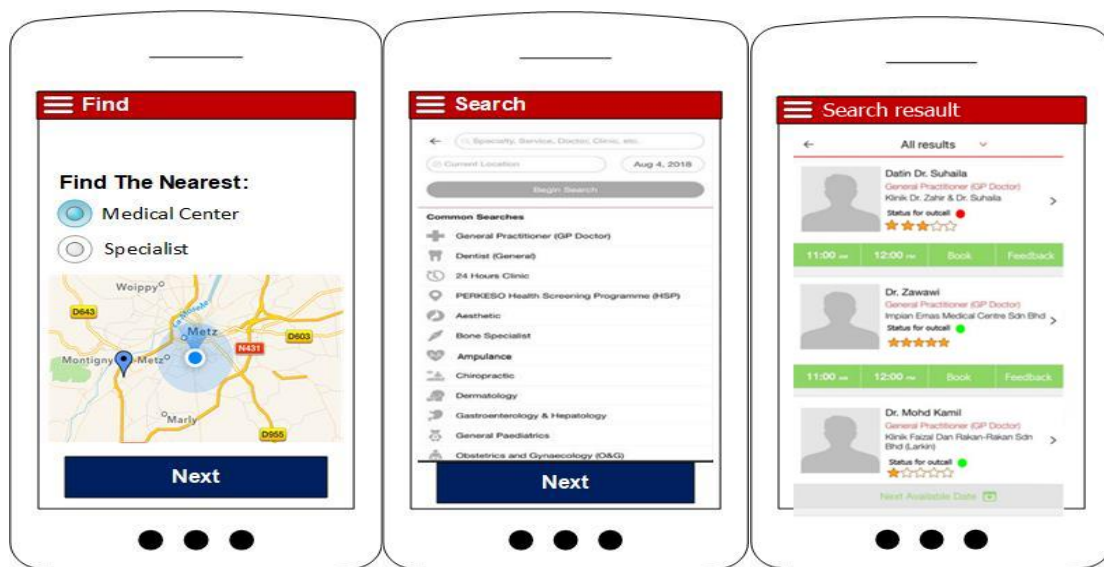 Find
Find The Nearest:
Medical Center
Specialist
Woippy
D643
La Moselle
Metz
D603
N431
Montigny Metz
Marly
D955
Next
Search
Specialty, Service, Doctor, Clinic, etc.
Current Location
Aug 4, 2018
Begin Search
Common Searches
General Practitioner (GP Doctor)
Dentist (General)
24 Hours Clinic
PERKESO Health Screening Programme (HSP)
Aesthetic
Bone Specialist
Ampulance
Chiropractic
Dermatology
Gastroenterology & Hepatology
General Paediatrics
Obstetrics and Gynaecology (O&G)
Next
Search resault
All results
Datin Dr. Suhaila
General Practitioner (GP Doctor)
Klinik Dr. Zahir & Dr. Suhaila
Status for outcall
11:00 AM 12:00 PM Book Feedback
Dr. Zawawi
General Practitioner (GP Doctor)
Impian Emas Medical Centre Sdn Bhd
Status for outcall
11:00 AM 12:00 PM Book Feedback
Dr. Mohd Kamil
General Practitioner (GP Doctor)
Klinik Faizal Dan Rakan-Rakan Sdn
Bhd (Larkin)
Status for outcall
Next Available Date